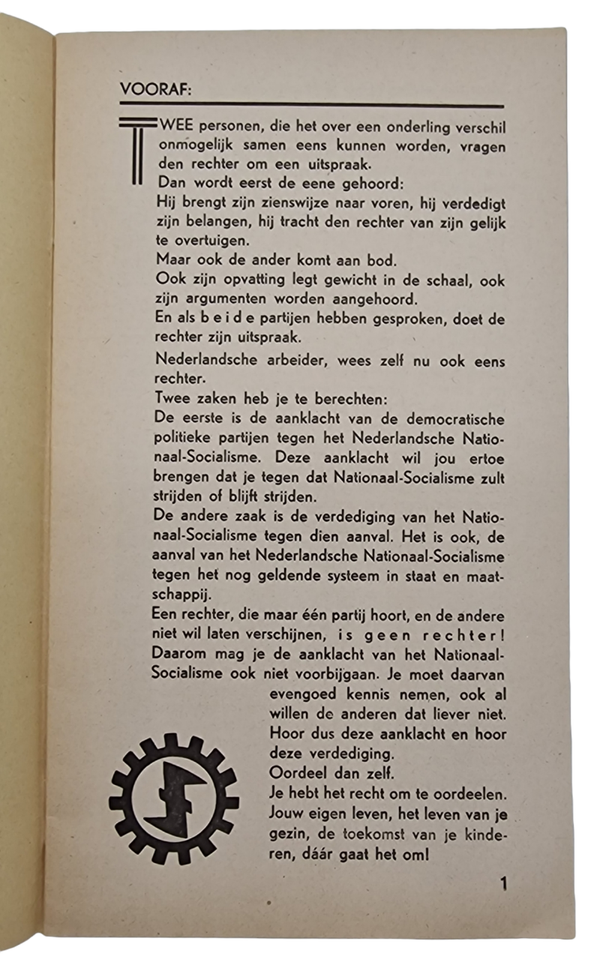 VOORAF:
TWEE personen, die het over een onderling verschil
onmogelijk samen eens kunnen worden, vragen
den rechter om een uitspraak.
Dan wordt eerst de eene gehoord:
Hij brengt zijn zienswijze naar voren, hij verdedigt
zijn belangen, hij tracht den rechter van zijn gelijk
te overtuigen.
Maar ook de ander komt aan bod.
Ook zijn opvatting legt gewicht in de schaal, ook
zijn argumenten worden aangehoord.
En als beide partijen hebben gesproken, doet de
rechter zijn uitspraak.
Nederlandsche arbeider, wees zelf nu ook eens
rechter.
Twee zaken heb je te berechten:
De eerste is de aanklacht van de democratische
politieke partijen tegen het Nederlandsche Natio-
naal-Socialisme. Deze aanklacht wil jou ertoe
brengen dat je tegen dat Nationaal-Socialisme zult
strijden of blijft strijden.
De andere zaak is de verdediging van het Natio-
naal-Socialisme tegen dien aanval. Het is ook, de
aanval van het Nederlandsche Nationaal-Socialisme
tegen het nog geldende systeem in staat en maat-
schappij.
Een rechter, die maar één partij hoort, en de andere
niet wil laten verschijnen, is geen rechter!
Daarom mag je de aanklacht van het Nationaal-
Socialisme ook niet voorbijgaan. Je moet daarvan
evengoed kennis nemen, ook al
willen de anderen dat liever niet.
Hoor dus deze aanklacht en hoor
deze verdediging.
Oordeel dan zelf.
Je hebt het recht om te oordeelen.
Jouw eigen leven, het leven van je
gezin, de toekomst van je kinde-
ren, dáár gaat het om!
1